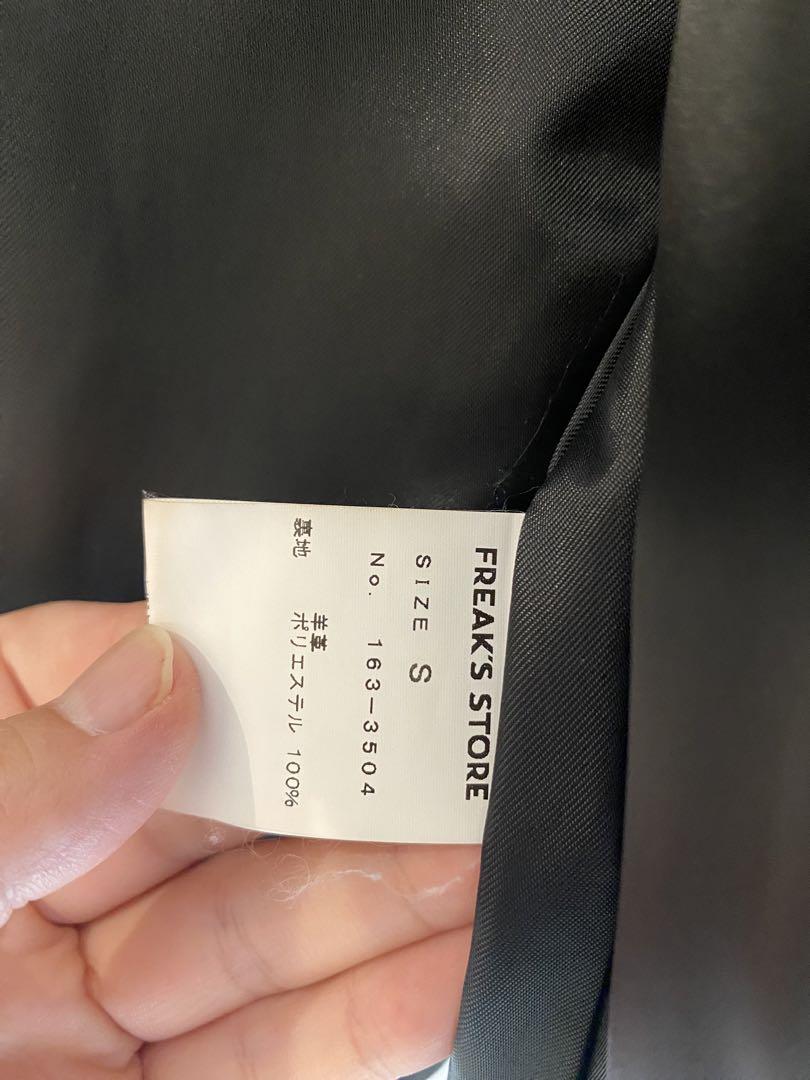 FREAK'S STORE
SIZE S
No. 163-3504
羊革
裏地 ポリエステル 100%